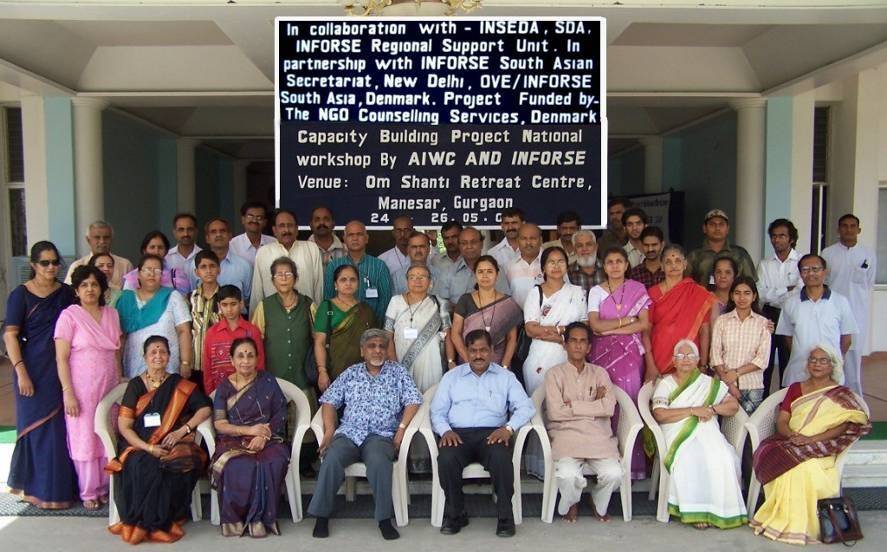 In collaboration with - INSEDA, SDA,
INFORSE Regional Support Unit. In
partnership with INFORSE South Asian
Secretariat, New Delhi, OVE/INFORSE
South Asia, Denmark. Project Funded by-
The NGO Counselling Services, Denmark
Capacity Building Project National
workshop By AIWC AND INFORSE
Venue: Om Shanti Retreat Centre,
Manesar, Gurgaon
24 - 26.05.0